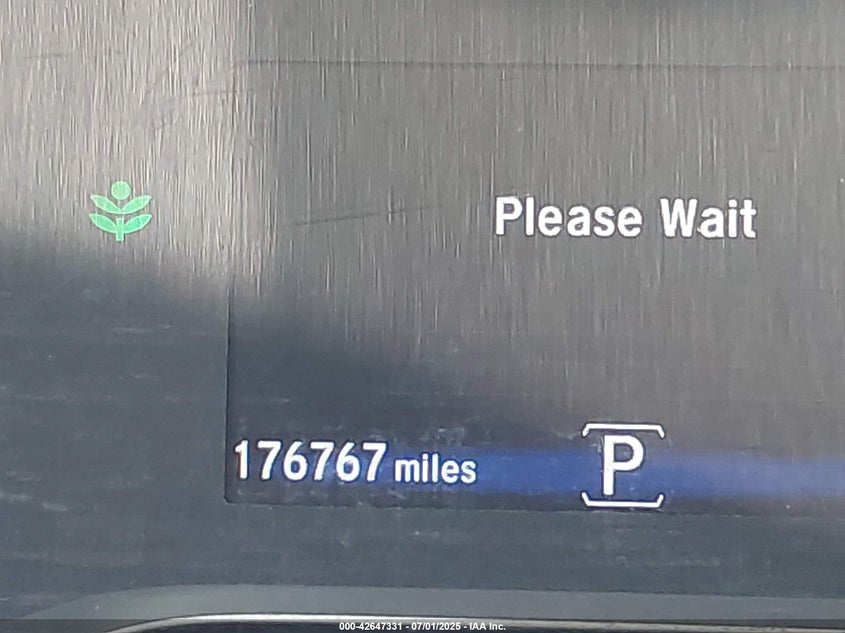 Please Wait
176767 miles P
000-42647331 - 07/01/2025 - IAA Inc.